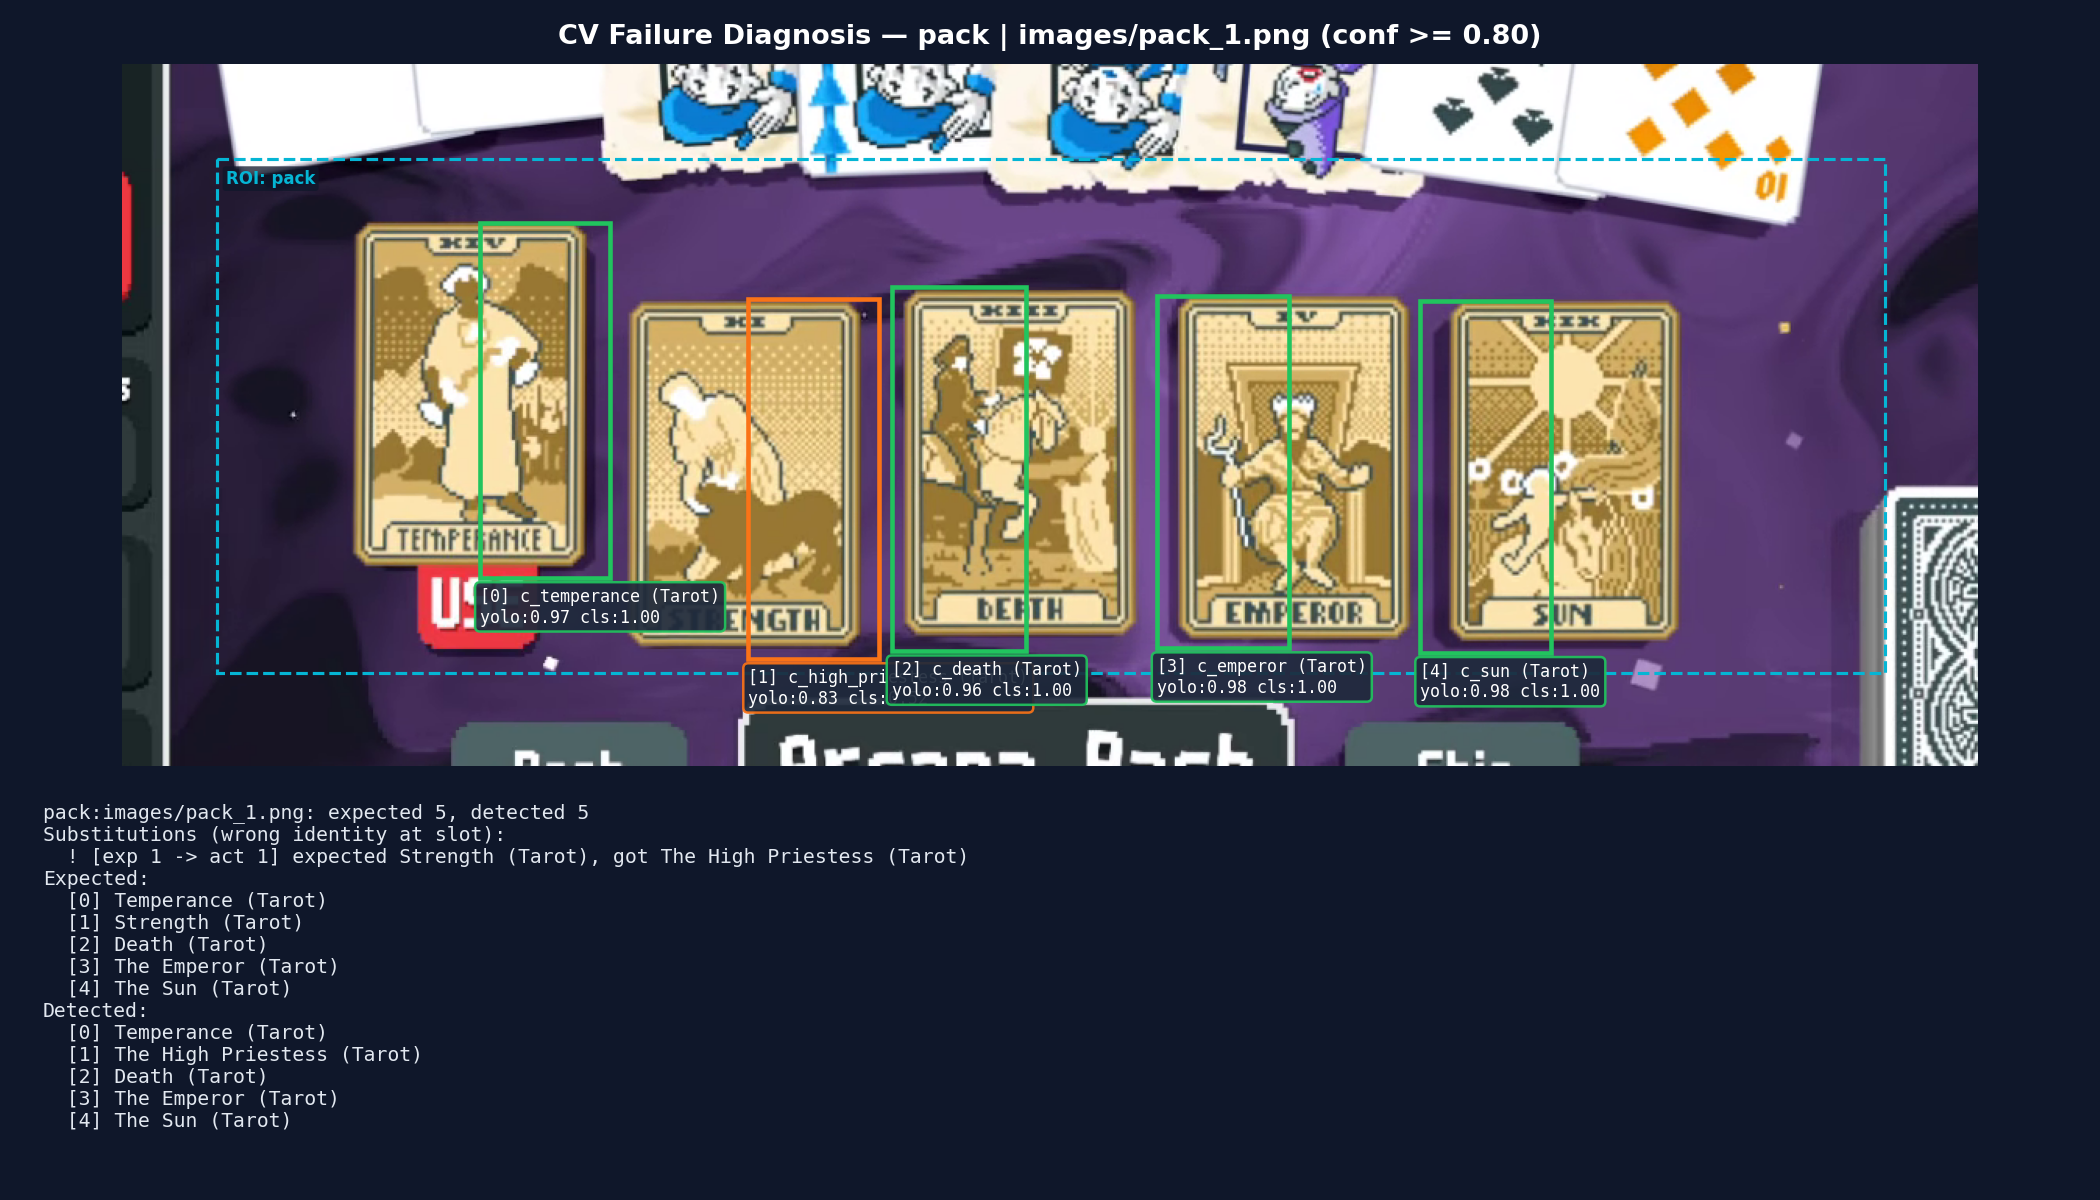 CV Failure Diagnosis — pack | images/pack_1.png (conf >= 0.80)
10
ROI: pack
XIV
XI
XIII
IV
XIX
TEMPERANCE
STRENGTH
DEATH
EMPEROR
SUN
[0] c_temperance (Tarot)
yolo:0.97 cls:1.00
[1] c_high_pri
yolo:0.83 cls:
[2] c_death (Tarot)
yolo:0.96 cls:1.00
[3] c_emperor (Tarot)
yolo:0.98 cls:1.00
[4] c_sun (Tarot)
yolo:0.98 cls:1.00
Arcana Pack
Skip
pack:images/pack_1.png: expected 5, detected 5
Substitutions (wrong identity at slot):
! [exp 1 -> act 1] expected Strength (Tarot), got The High Priestess (Tarot)
Expected:
[0] Temperance (Tarot)
[1] Strength (Tarot)
[2] Death (Tarot)
[3] The Emperor (Tarot)
[4] The Sun (Tarot)
Detected:
[0] Temperance (Tarot)
[1] The High Priestess (Tarot)
[2] Death (Tarot)
[3] The Emperor (Tarot)
[4] The Sun (Tarot)